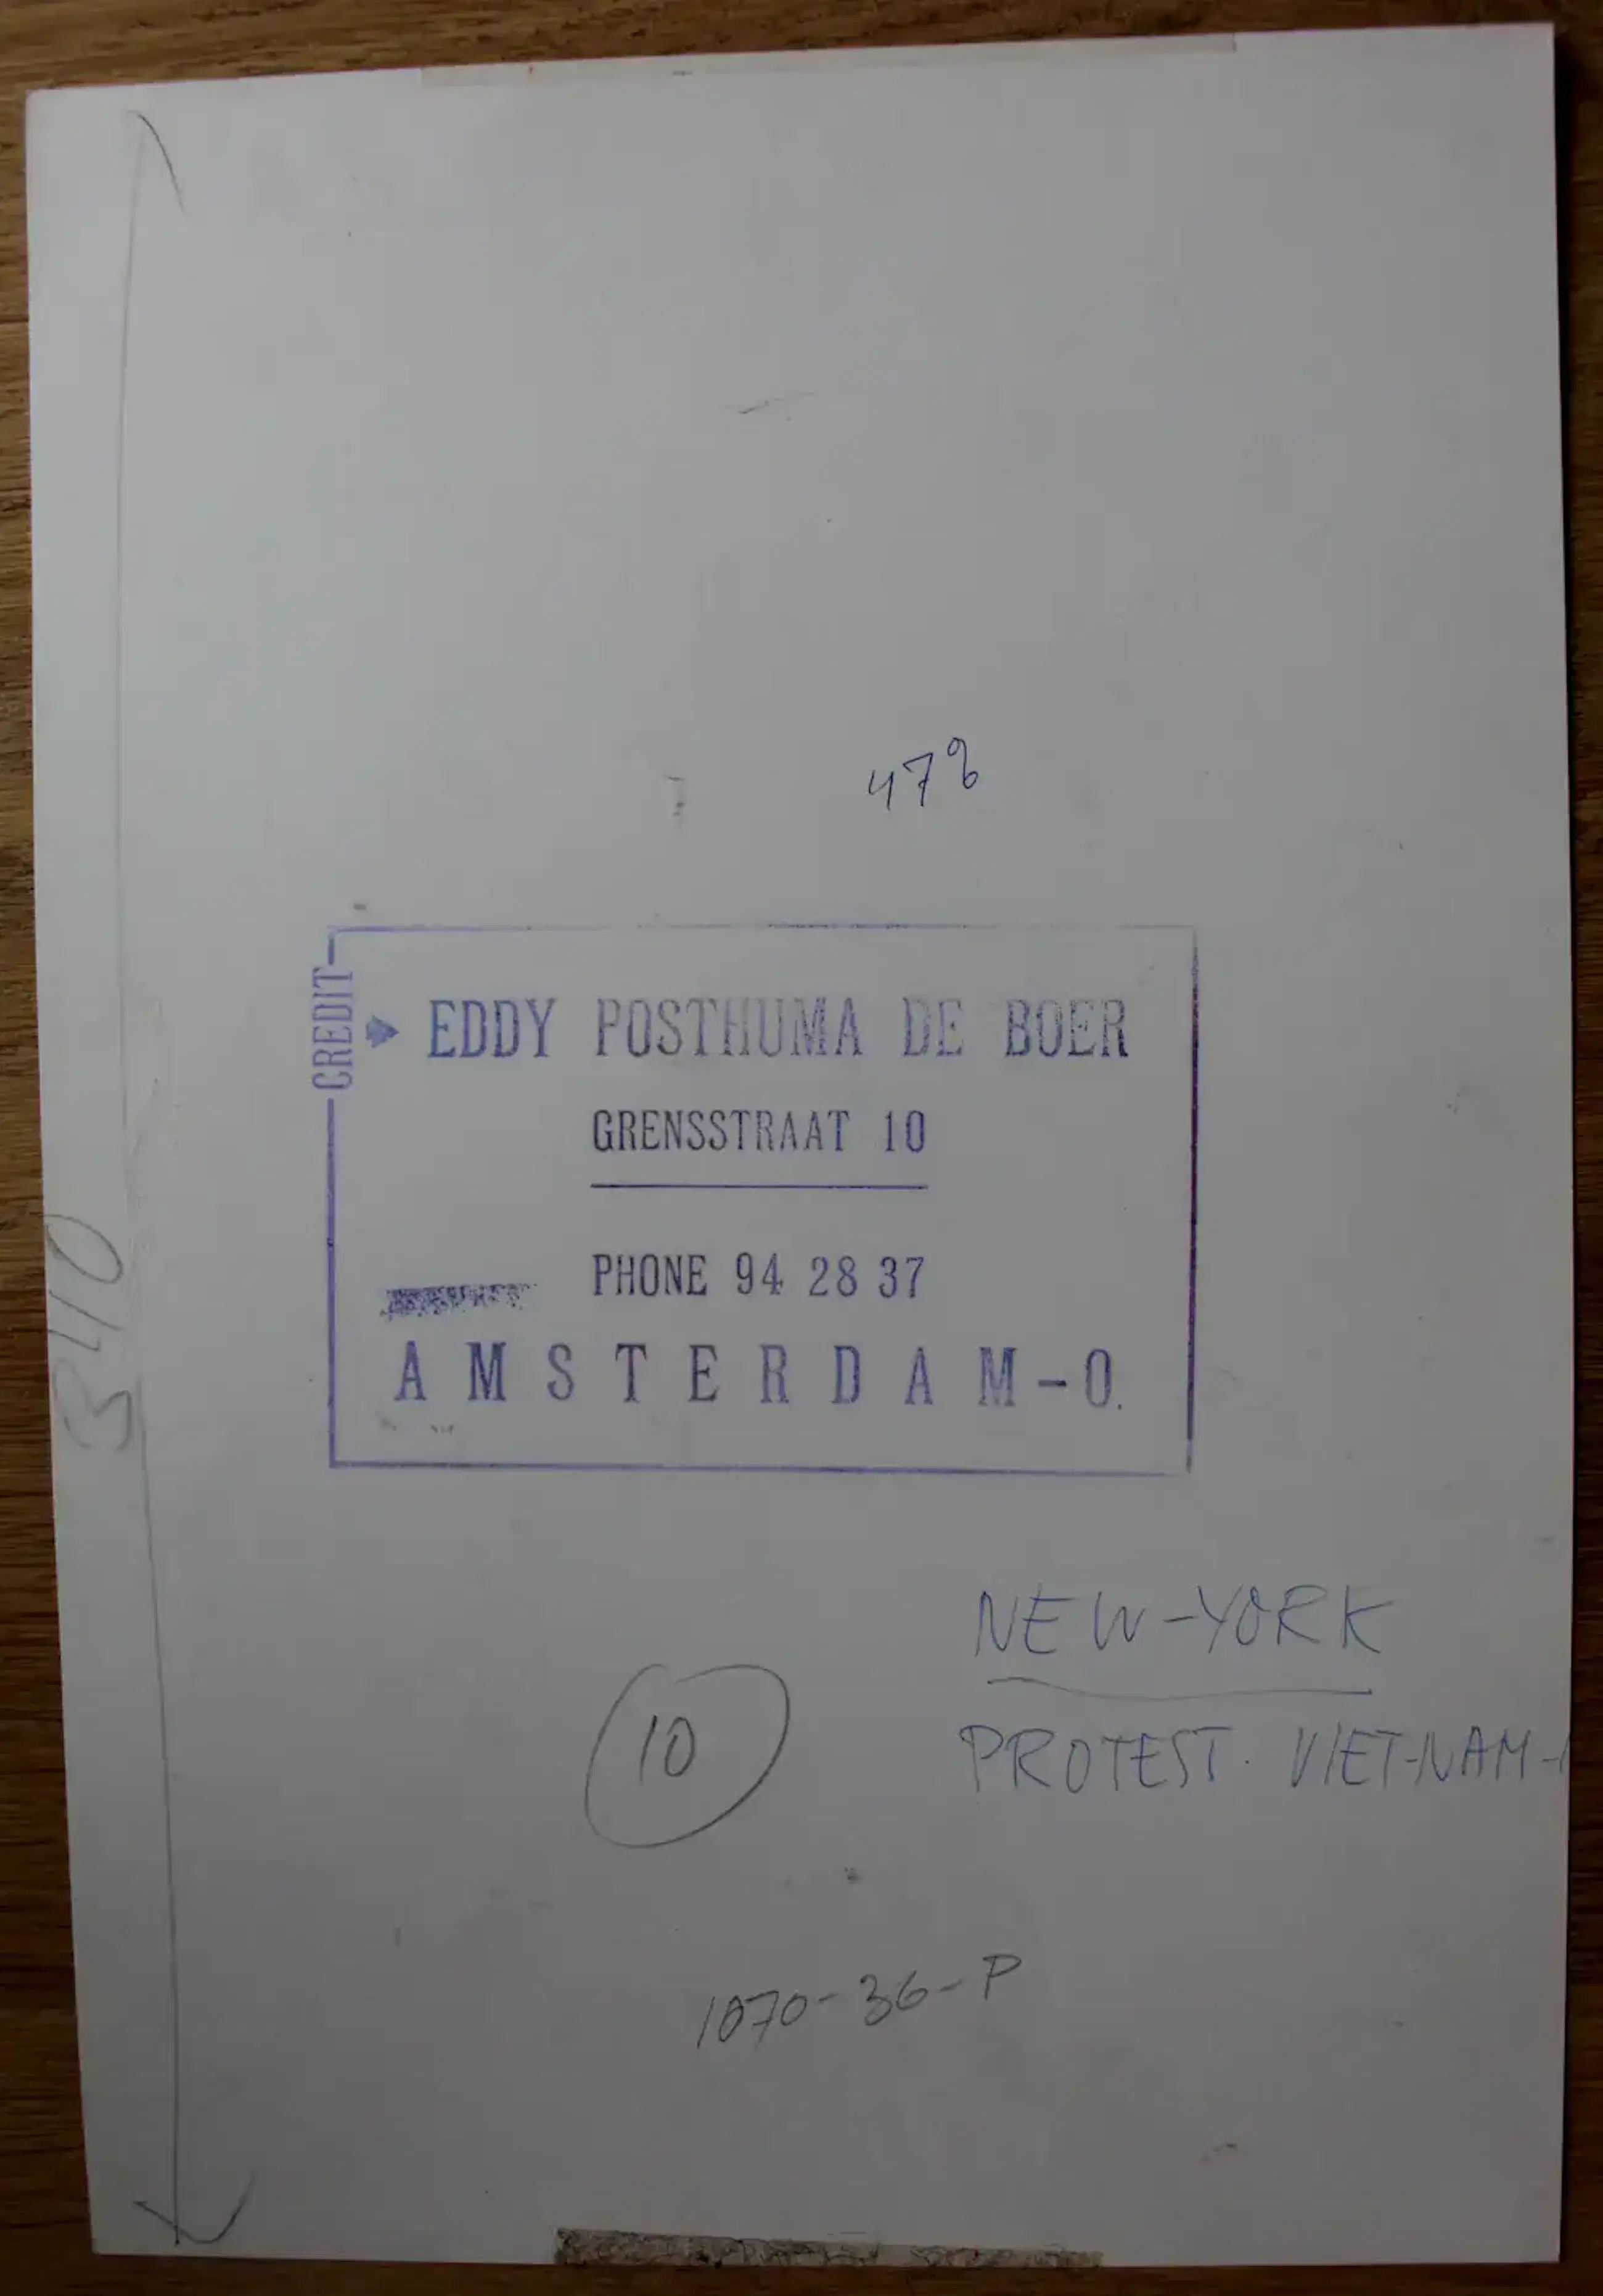 478
CREDIT
EDDY POSTHUMA DE BOER
GRENSSTRAAT 10
PHONE 94 28 37
AMSTERDAM-O.
340
NEW-YORK
PROTEST. VIET-NAM-
10
1070-36-P